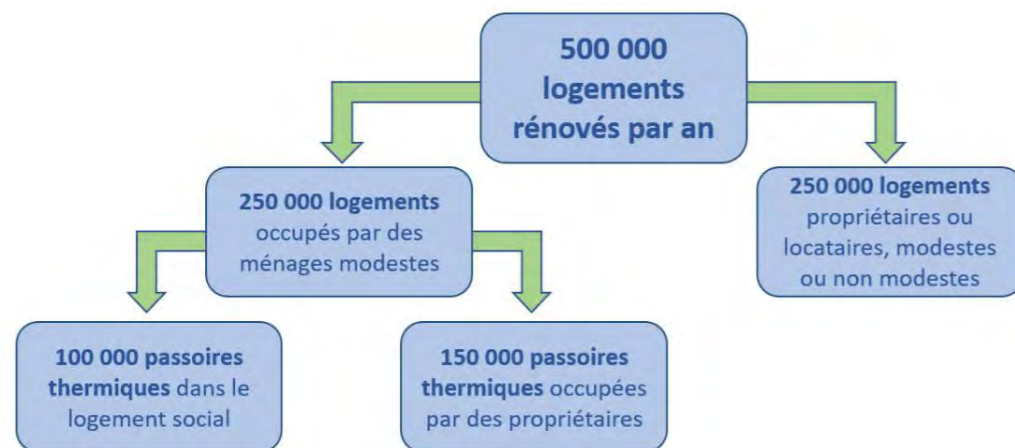 500 000
logements
rénovés par an
250 000 logements
occupés par des
ménages modestes
250 000 logements
propriétaires ou
locataires, modestes
ou non modestes
100 000 passoires
thermiques dans le
logement social
150 000 passoires
thermiques occupées
par des propriétaires